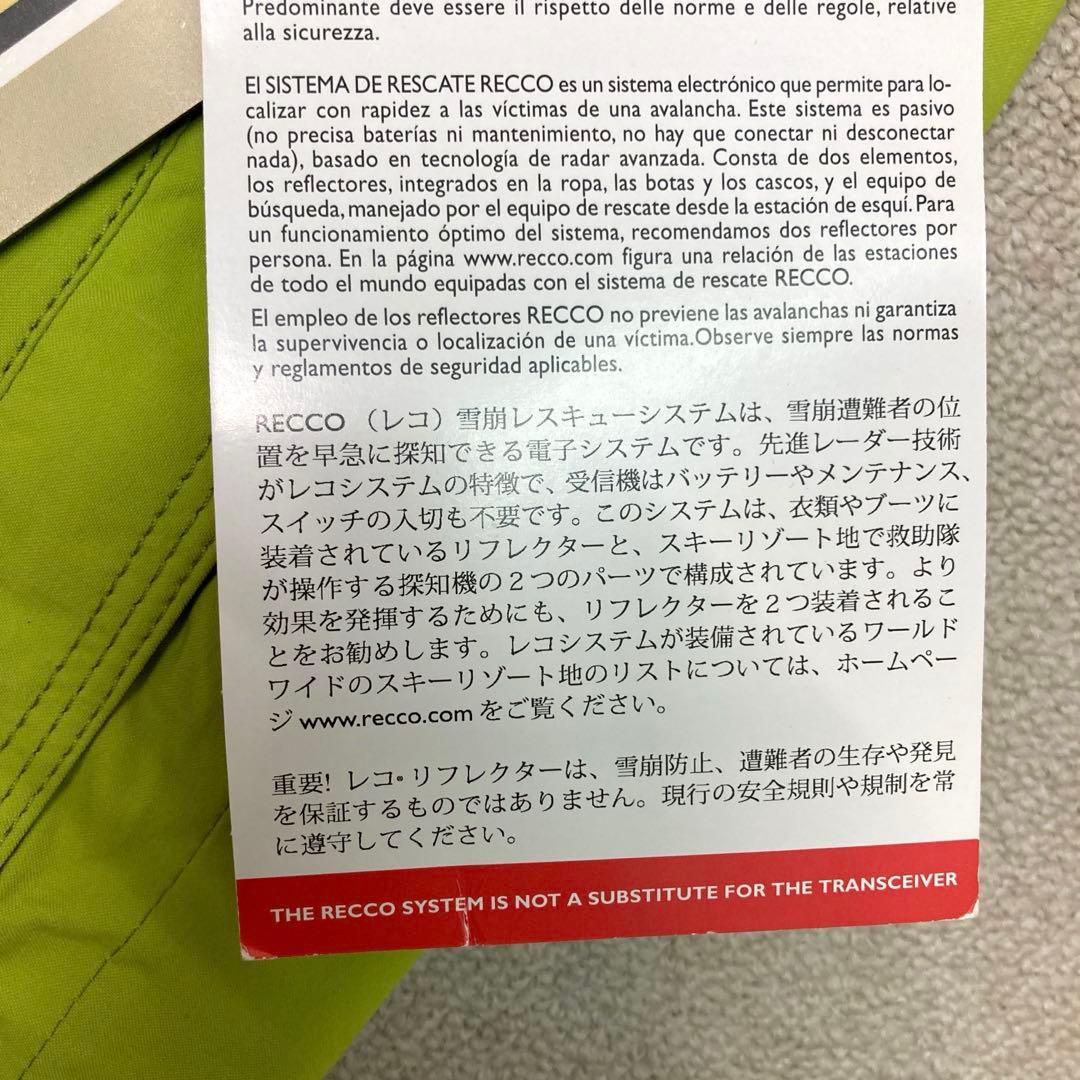 Predominante deve essere il rispetto delle norme e delle regole, relative
alla sicurezza.
El SISTEMA DE RESCATE RECCO es un sistema electrónico que permite para lo-
calizar con rapidez a las víctimas de una avalancha. Este sistema es pasivo
(no precisa baterías ni mantenimiento, no hay que conectar ni desconectar
nada), basado en tecnología de radar avanzada. Consta de dos elementos,
los reflectores, integrados en la ropa, las botas y los cascos, y el equipo de
búsqueda, manejado por el equipo de rescate desde la estación de esquí. Para
un funcionamiento óptimo del sistema, recomendamos dos reflectores por
persona. En la página www.recco.com figura una relación de las estaciones
de todo el mundo equipadas con el sistema de rescate RECCO.
El empleo de los reflectores RECCO no previene las avalanchas ni garantiza
la supervivencia o localización de una víctima.Observe siempre las normas
y reglamentos de seguridad aplicables.
RECCO （レコ）雪崩レスキューシステムは、雪崩遭難者の位
置を早急に探知できる電子システムです。先進レーダー技術
がレコシステムの特徴で、受信機はバッテリーやメンテナンス、
スイッチの入切も不要です。このシステムは、衣類やブーツに
装着されているリフレクターと、スキーリゾート地で救助隊
が操作する探知機の２つのパーツで構成されています。より
効果を発揮するためにも、リフレクターを２つ装着されるこ
とをお勧めします。レコシステムが装備されているワールド
ワイドのスキーリゾート地のリストについては、ホームペー
ジ www.recco.com をご覧ください。
重要! レコ® リフレクターは、雪崩防止、遭難者の生存や発見
を保証するものではありません。現行の安全規則や規制を常
に遵守してください。
THE RECCO SYSTEM IS NOT A SUBSTITUTE FOR THE TRANSCEIVER